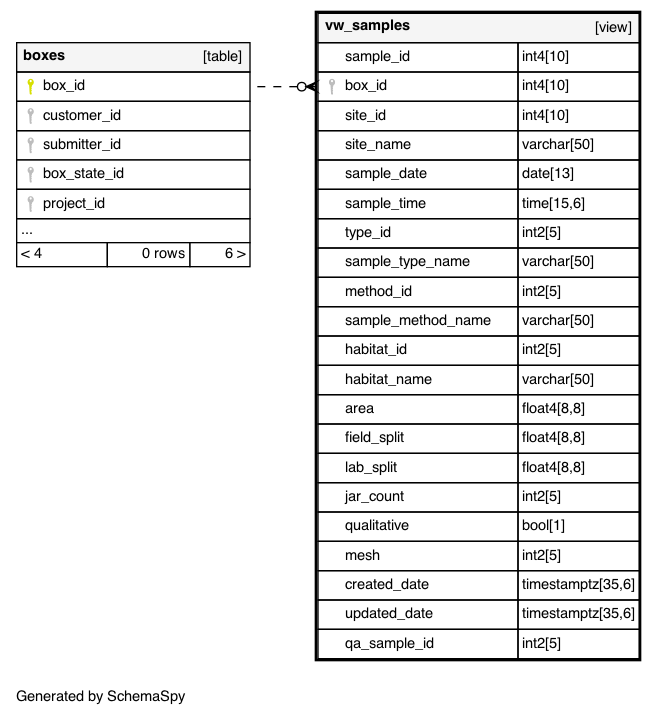 boxes [table]
box_id
customer_id
submitter_id
box_state_id
project_id
...
< 4 0 rows 6 >
vw_samples [view]
sample_id int4[10]
box_id int4[10]
site_id int4[10]
site_name varchar[50]
sample_date date[13]
sample_time time[15,6]
type_id int2[5]
sample_type_name varchar[50]
method_id int2[5]
sample_method_name varchar[50]
habitat_id int2[5]
habitat_name varchar[50]
area float4[8,8]
field_split float4[8,8]
lab_split float4[8,8]
jar_count int2[5]
qualitative bool[1]
mesh int2[5]
created_date timestamptz[35,6]
updated_date timestamptz[35,6]
qa_sample_id int2[5]
Generated by SchemaSpy